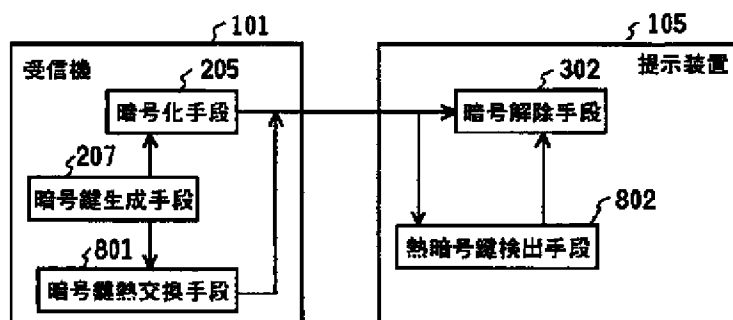 101
受信機
205
暗号化手段
207
暗号鍵生成手段
801
暗号鍵熱交換手段
105
提示装置
302
暗号解除手段
802
熱暗号鍵検出手段